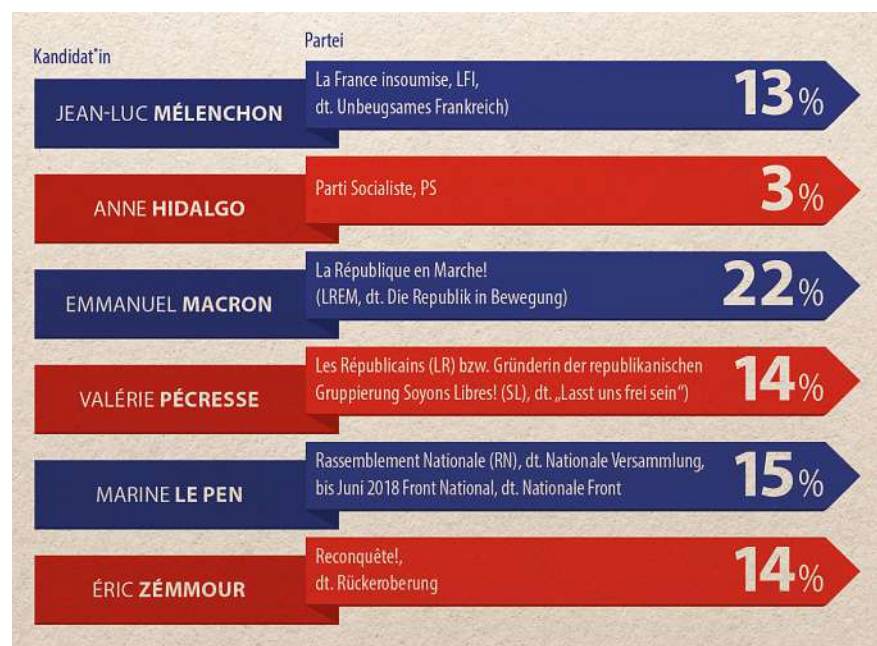 Kandidat*in
Partei
JEAN-LUC MÉLENCHON
La France insoumise, LFI,
dt. Unbeugsames Frankreich)
13%
ANNE HIDALGO
Parti Socialiste, PS
3%
EMMANUEL MACRON
La République en Marche!
(LREM, dt. Die Republik in Bewegung)
22%
VALÉRIE PÉCRESSE
Les Républicains (LR) bzw. Gründerin der republikanischen
Gruppierung Soyons Libres! (SL), dt. „Lasst uns frei sein“)
14%
MARINE LE PEN
Rassemblement Nationale (RN), dt. Nationale Versammlung,
bis Juni 2018 Front National, dt. Nationale Front
15%
ÉRIC ZÉMMOUR
Reconquête!,
dt. Rückeroberung
14%